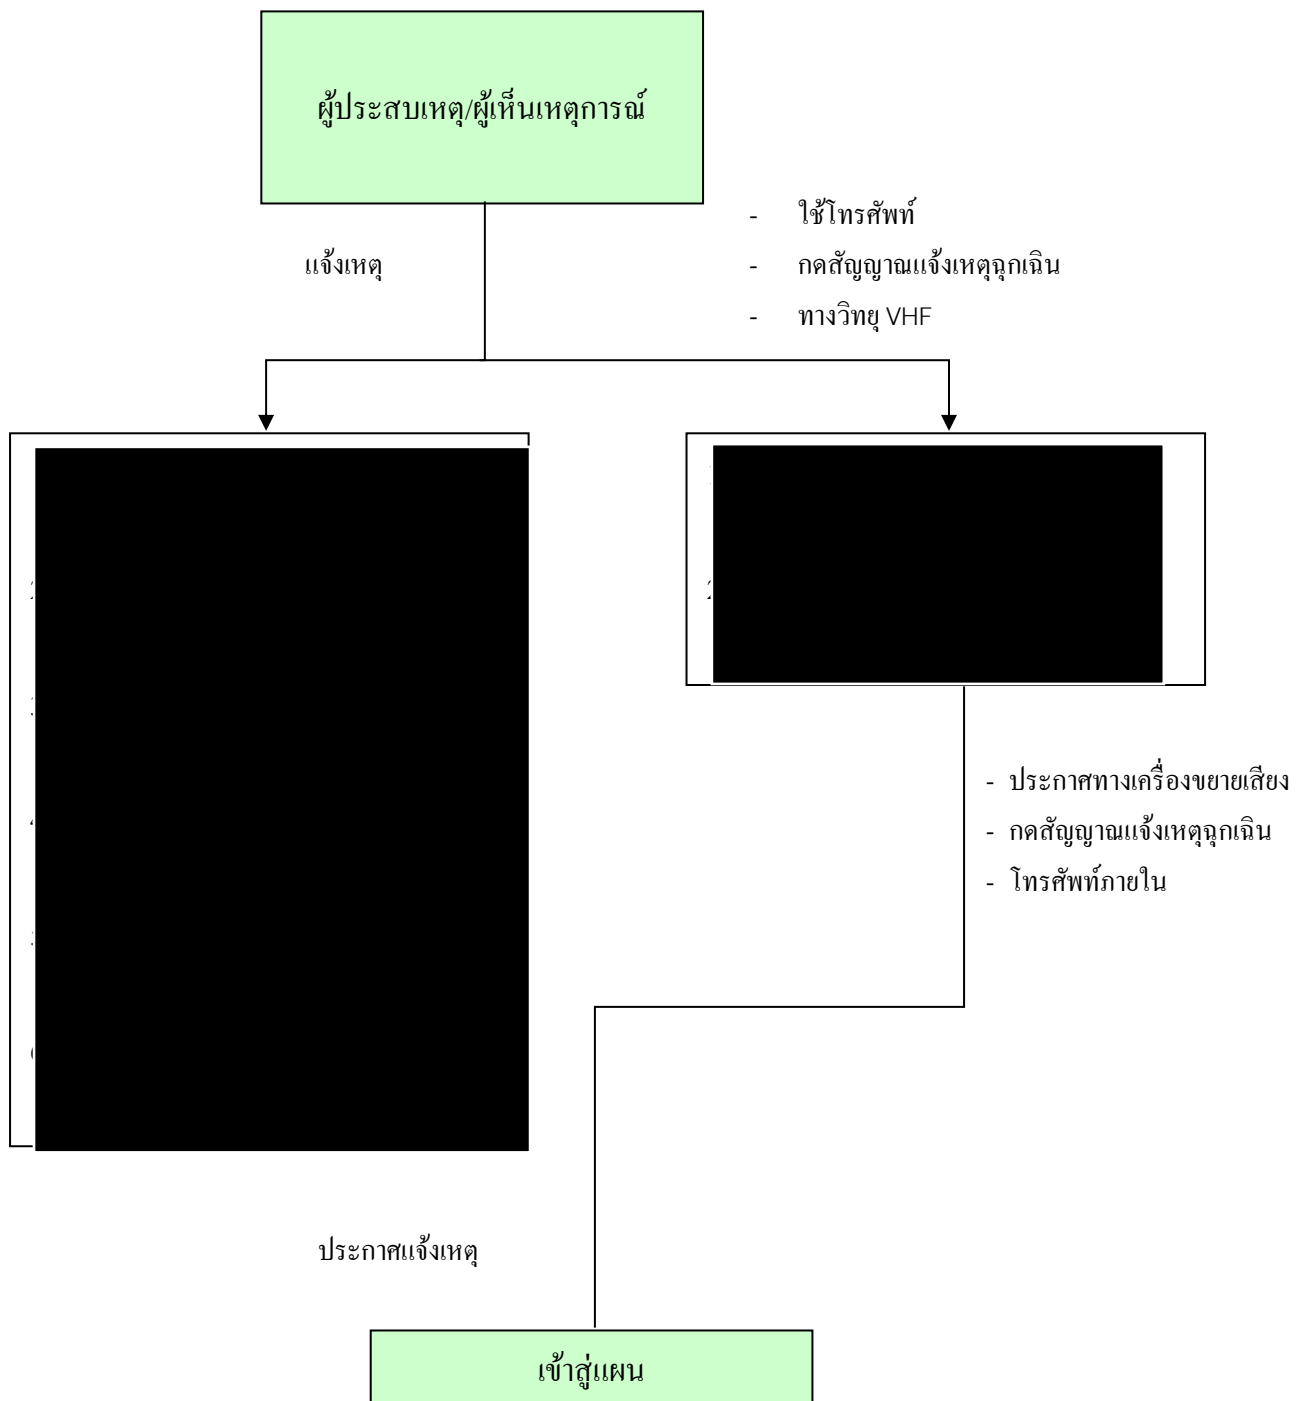 ผู้ประสบเหตุ/ผู้เห็นเหตุการณ์
แจ้งเหตุ
- ใช้โทรศัพท์
- กดสัญญาณแจ้งเหตุฉุกเฉิน
- ทางวิทยุ VHF
- ประกาศทางเครื่องขยายเสียง
- กดสัญญาณแจ้งเหตุฉุกเฉิน
- โทรศัพท์ภายใน
ประกาศแจ้งเหตุ
เข้าสู่แผน